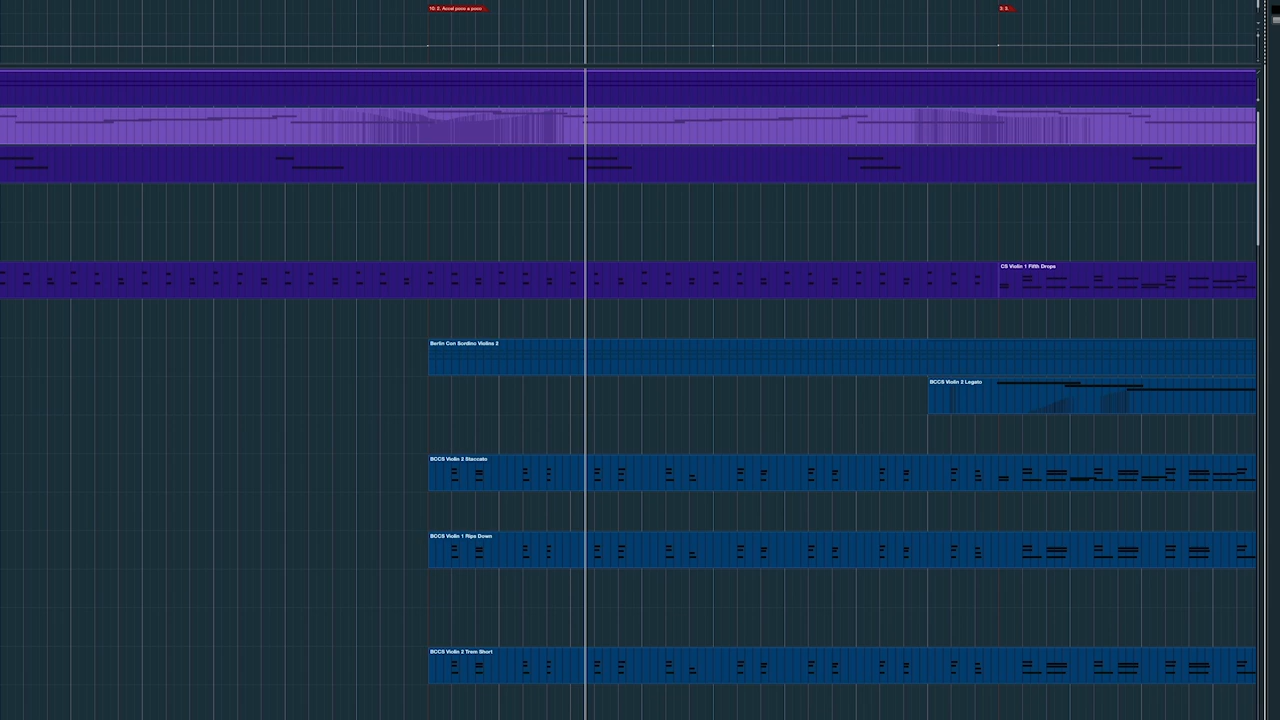 10: 2. Accel poco a poco
3: 3.
CS Violin 1 Fifth Drops
Berlin Con Sordino Violins 2
BCCS Violin 2 Legato
BCCS Violin 2 Staccato
BCCS Violin 1 Rips Down
BCCS Violin 2 Trem Short